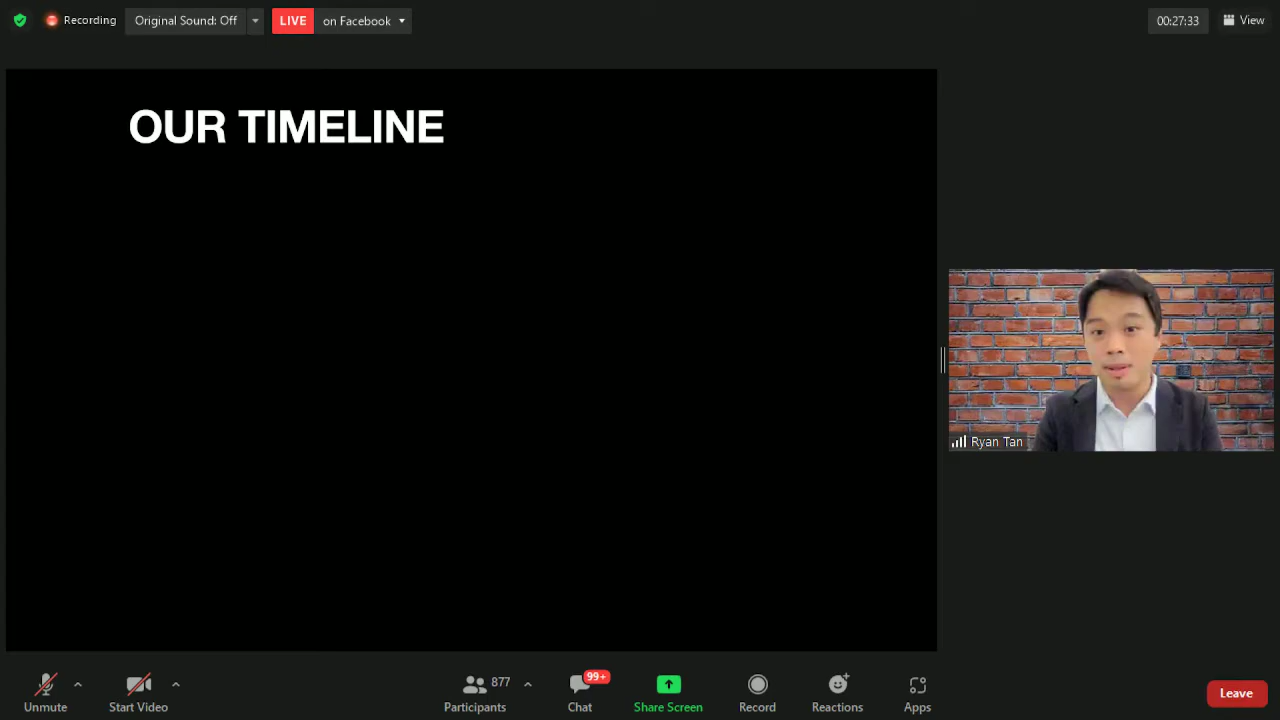 Recording
Original Sound: Off
LIVE on Facebook
00:27:33
View
OUR TIMELINE
Ryan Tan
Unmute
Start Video
877
Participants
99+
Chat
Share Screen
Record
Reactions
Apps
Leave